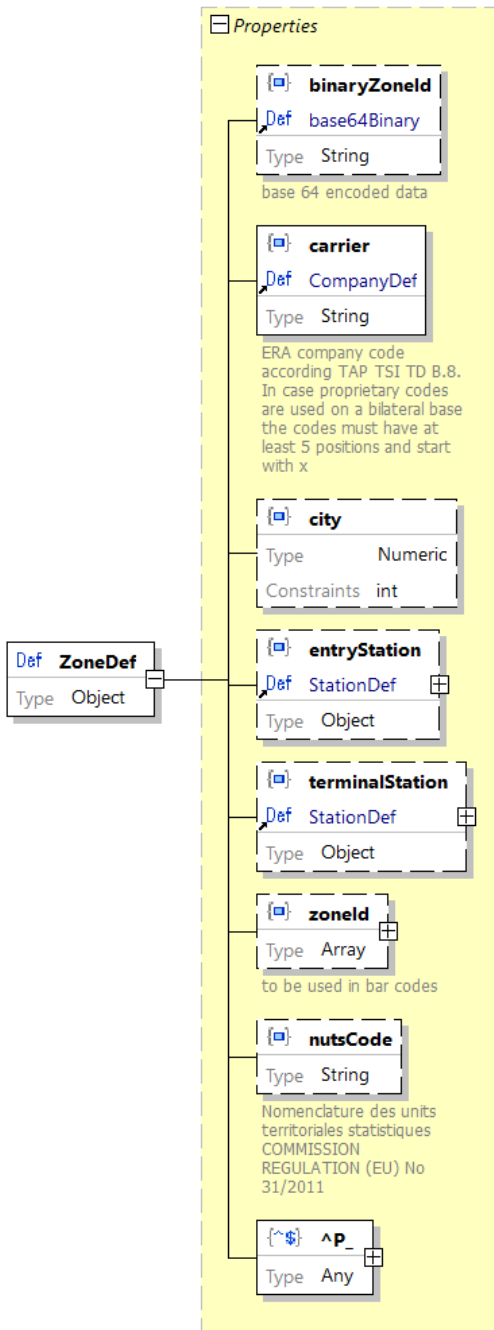 Properties
binaryZoneId
Def base64Binary
Type String
base 64 encoded data
carrier
Def CompanyDef
Type String
ERA company code
according TAP TSI TD B.8.
In case proprietary codes
are used on a bilateral base
the codes must have at
least 5 positions and start
with x
city
Type Numeric
Constraints int
entryStation
Def StationDef
Type Object
Def ZoneDef
Type Object
terminalStation
Def StationDef
Type Object
zoneId
Type Array
to be used in bar codes
nutsCode
Type String
Nomenclature des units
territoriales statistiques
COMMISSION
REGULATION (EU) No
31/2011
{^$} ^P_
Type Any